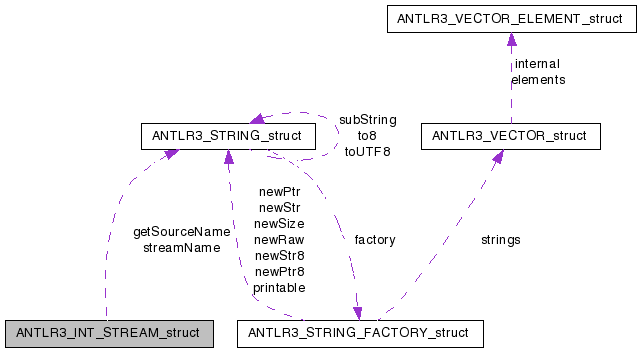 ANTLR3_VECTOR_ELEMENT_struct
internal
elements
ANTLR3_STRING_struct
subString
to8
toUTF8
ANTLR3_VECTOR_struct
getSourceName
streamName
newPtr
newStr
newSize
newRaw
newStr8
newPtr8
printable
factory
strings
ANTLR3_INT_STREAM_struct
ANTLR3_STRING_FACTORY_struct